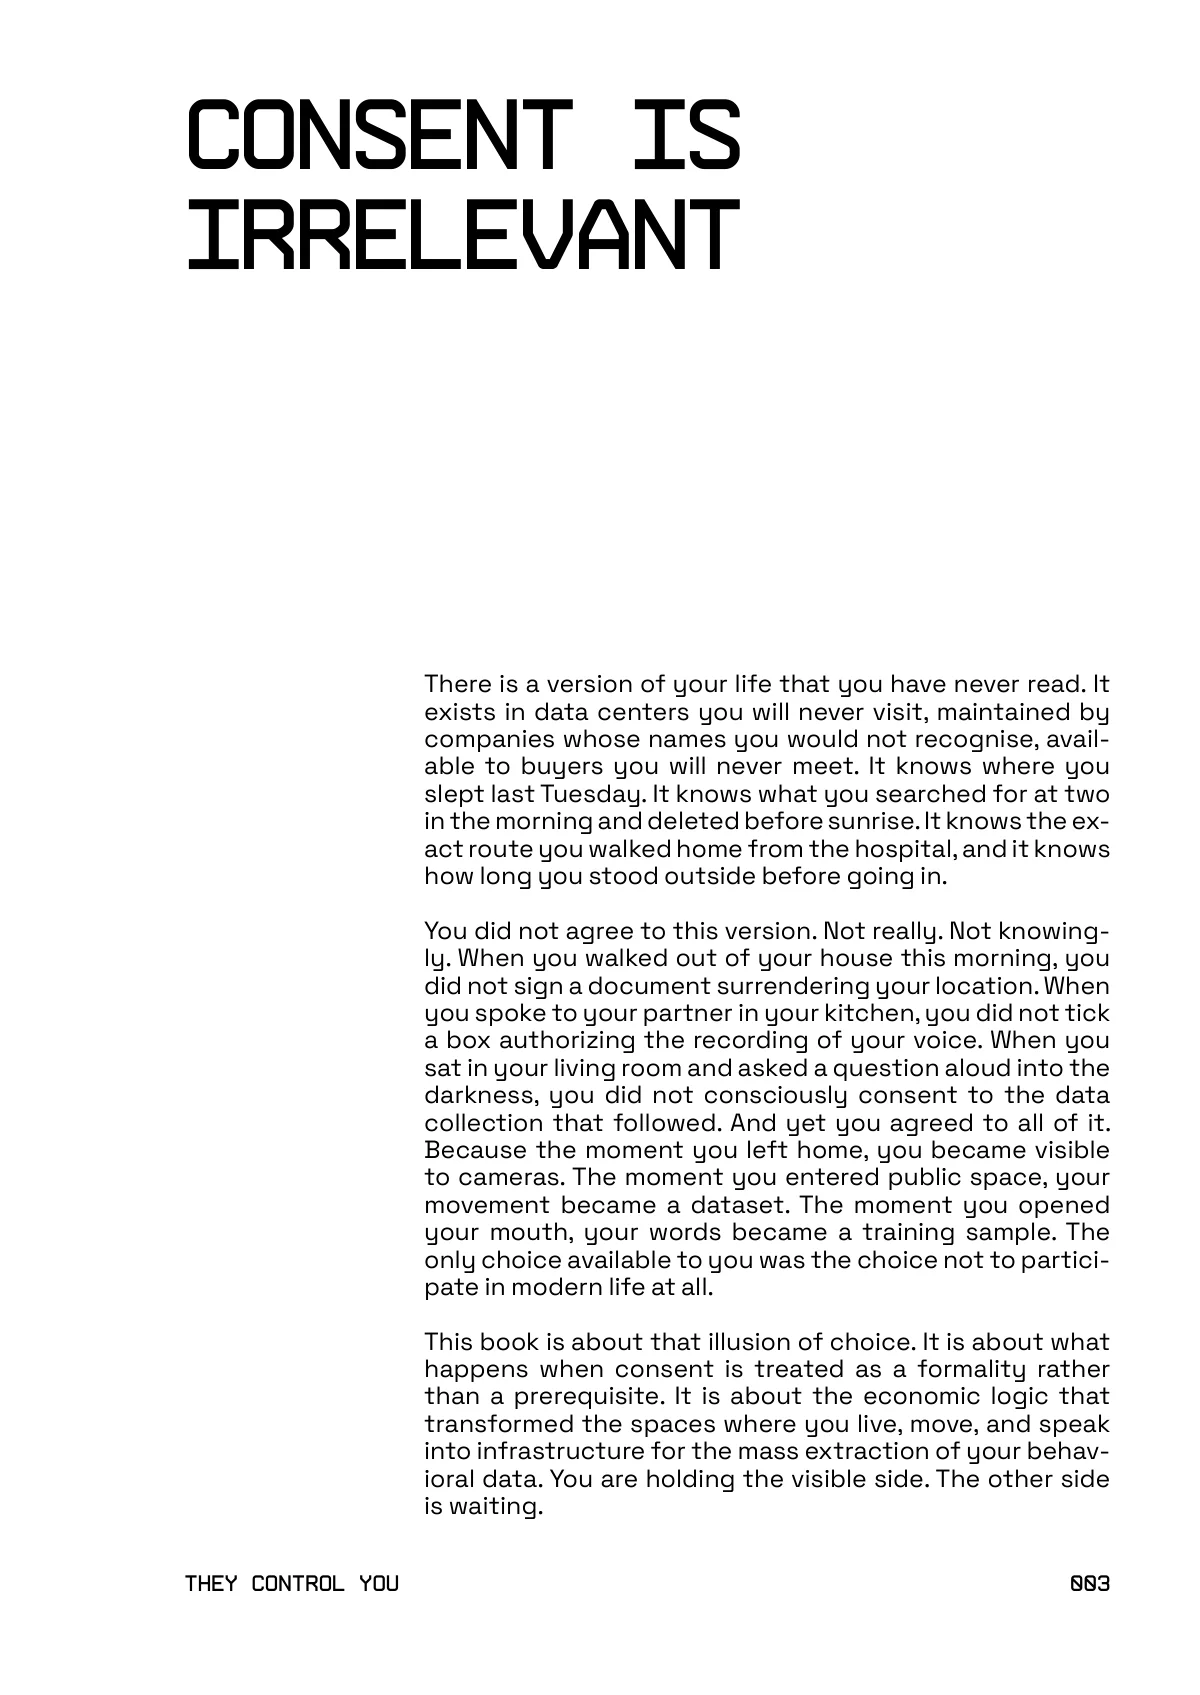 CONSENT IS
IRRELEVANT
There is a version of your life that you have never read. It
exists in data centers you will never visit, maintained by
companies whose names you would not recognise, avail-
able to buyers you will never meet. It knows where you
slept last Tuesday. It knows what you searched for at two
in the morning and deleted before sunrise. It knows the ex-
act route you walked home from the hospital, and it knows
how long you stood outside before going in.
You did not agree to this version. Not really. Not knowing-
ly. When you walked out of your house this morning, you
did not sign a document surrendering your location. When
you spoke to your partner in your kitchen, you did not tick
a box authorizing the recording of your voice. When you
sat in your living room and asked a question aloud into the
darkness, you did not consciously consent to the data
collection that followed. And yet you agreed to all of it.
Because the moment you left home, you became visible
to cameras. The moment you entered public space, your
movement became a dataset. The moment you opened
your mouth, your words became a training sample. The
only choice available to you was the choice not to partici-
pate in modern life at all.
This book is about that illusion of choice. It is about what
happens when consent is treated as a formality rather
than a prerequisite. It is about the economic logic that
transformed the spaces where you live, move, and speak
into infrastructure for the mass extraction of your behav-
ioral data. You are holding the visible side. The other side
is waiting.
THEY CONTROL YOU
003